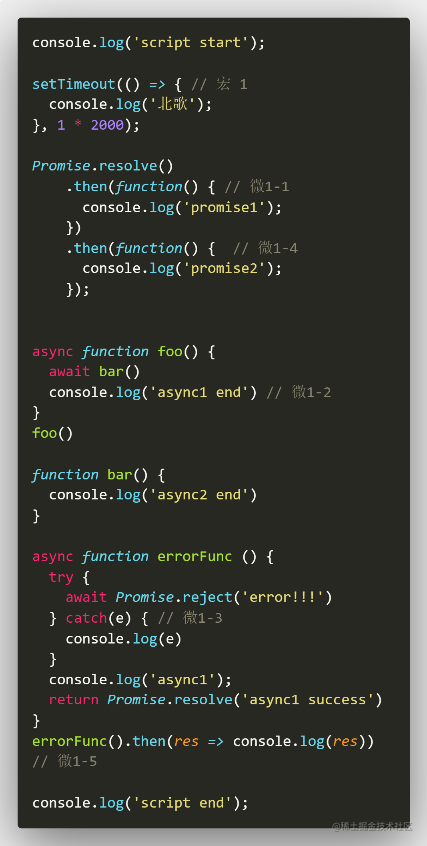 console.log('script start');

setTimeout(() => { // 宏 1
  console.log('北歌');
}, 1 * 2000);

Promise.resolve()
    .then(function() { // 微1-1
      console.log('promise1');
    })
    .then(function() {  // 微1-4
      console.log('promise2');
    });


async function foo() {
  await bar()
  console.log('async1 end') // 微1-2
}
foo()

function bar() {
  console.log('async2 end')
}

async function errorFunc () {
  try {
    await Promise.reject('error!!!')
  } catch(e) { // 微1-3
    console.log(e)
  }
  console.log('async1');
  return Promise.resolve('async1 success')
}
errorFunc().then(res => console.log(res))
// 微1-5

console.log('script end');
@稀土掘金技术社区